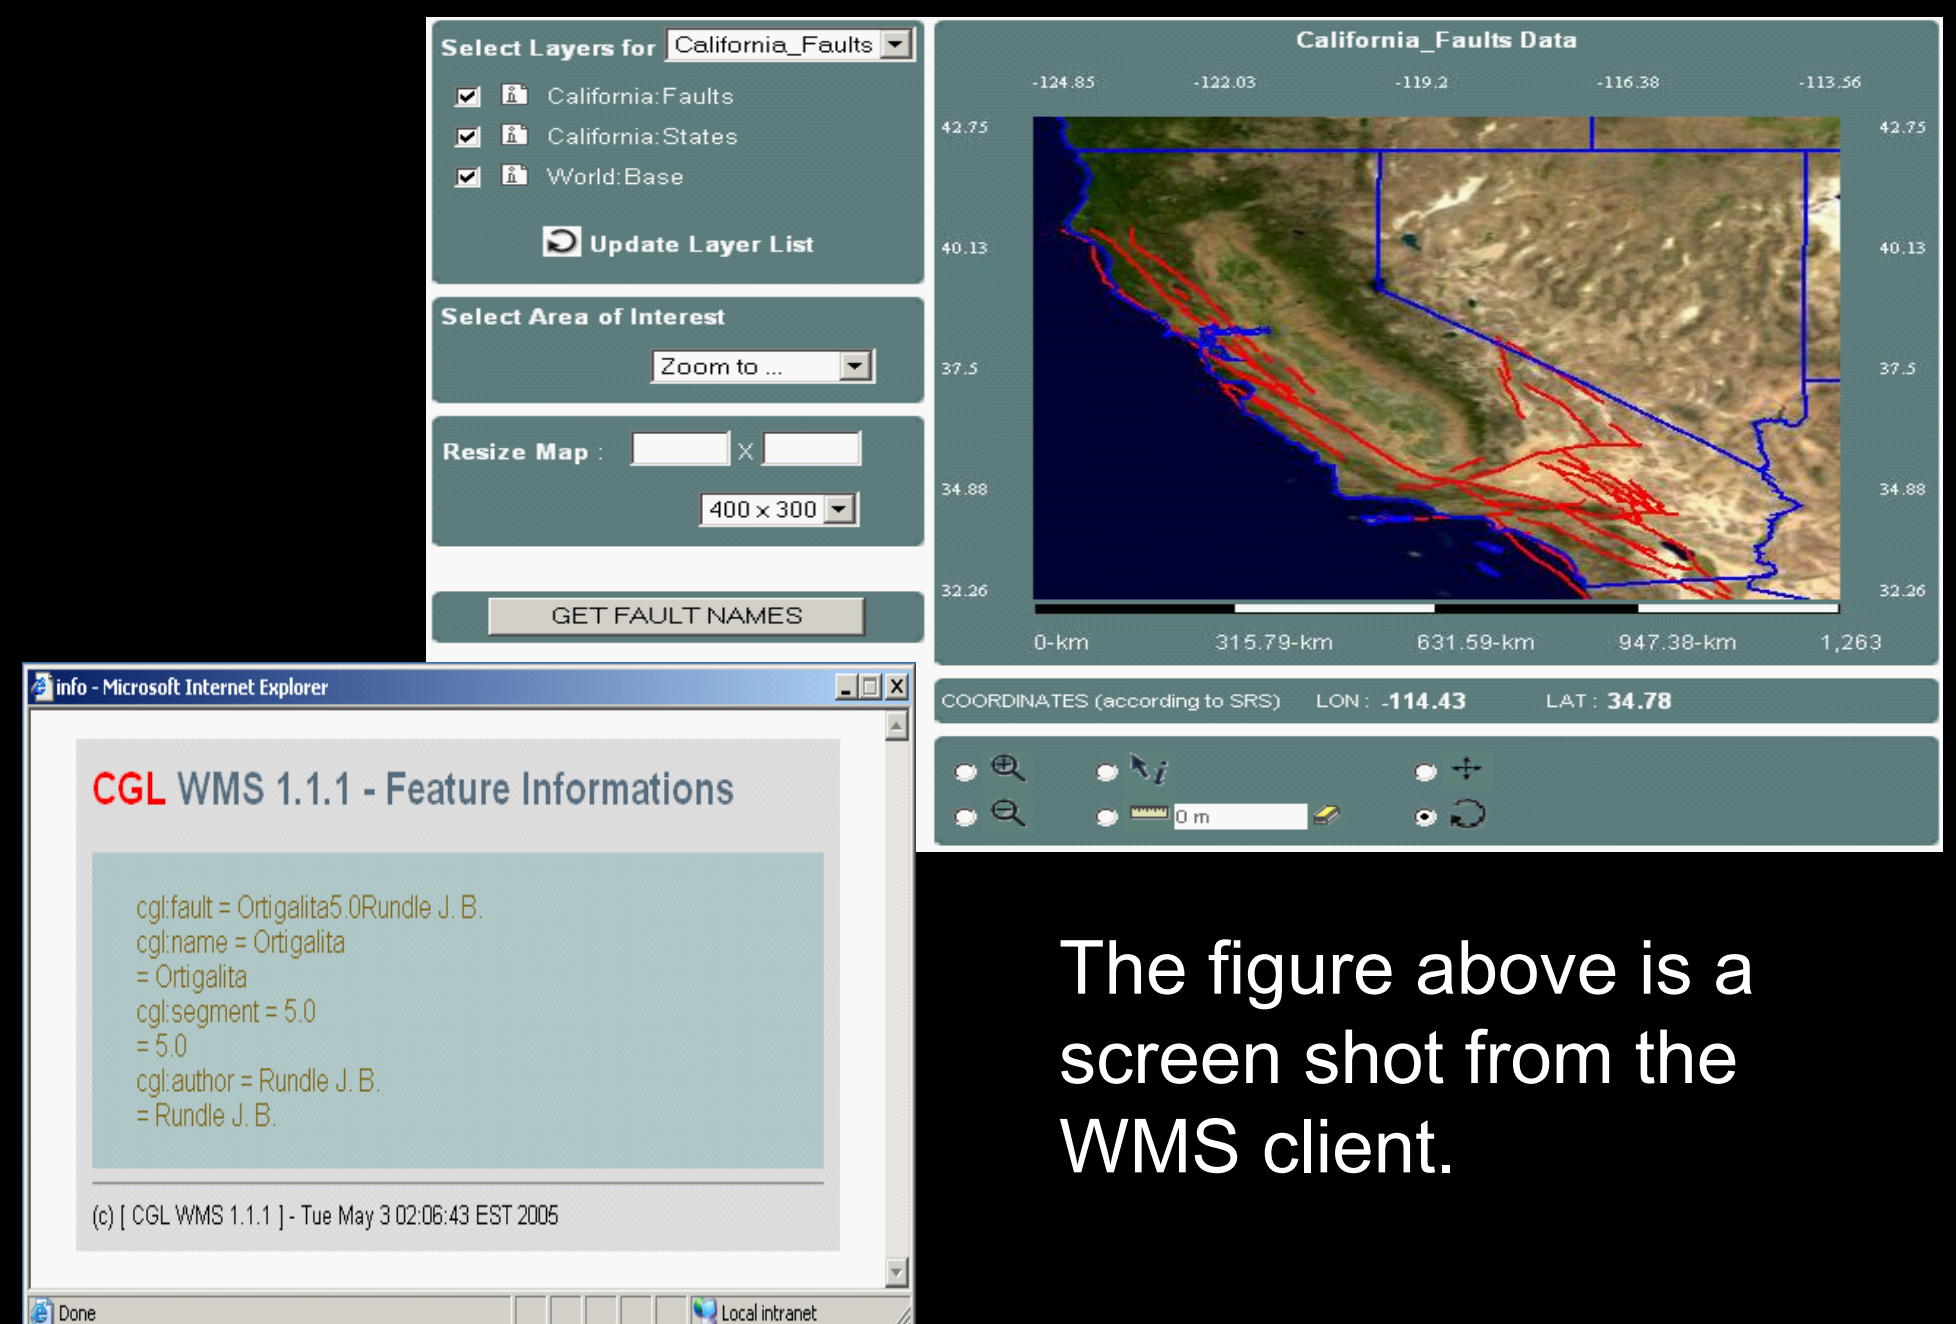 Select Layers for California_Faults
California:Faults
California:States
World:Base
Update Layer List
Select Area of Interest
Zoom to ...
Resize Map :
X
400 x 300
GET FAULT NAMES
California_Faults Data
-124.85 -122.03 -119.2 -116.38 -113.56
42.75 42.75
40.13 40.13
37.5 37.5
34.88 34.88
32.26 32.26
0-km 315.79-km 631.59-km 947.38-km 1,263
COORDINATES (according to SRS) LON : -114.43 LAT : 34.78
i
0 m
info - Microsoft Internet Explorer
CGL WMS 1.1.1 - Feature Informations
cgl:fault = Ortigalita5.0Rundle J. B.
cgl:name = Ortigalita
= Ortigalita
cgl:segment = 5.0
= 5.0
cgl:author = Rundle J. B.
= Rundle J. B.
(c) [ CGL WMS 1.1.1 ] - Tue May 3 02:06:43 EST 2005
Done Local intranet
The figure above is a
screen shot from the
WMS client.